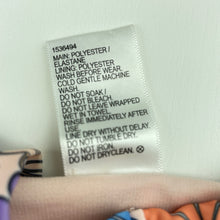 1536494
MAIN: POLYESTER /
ELASTANE
LINING: POLYESTER
WASH BEFORE WEAR.
COLD GENTLE MACHINE
WASH.
DO NOT SOAK /
DO NOT BLEACH.
DO NOT LEAVE WRAPPED
WET IN TOWEL.
RINSE IMMEDIATELY AFTER
USE
LINE DRY WITHOUT DELAY.
DO NOT TUMBLE DRY.
DO NOT IRON.
DO NOT DRYCLEAN.